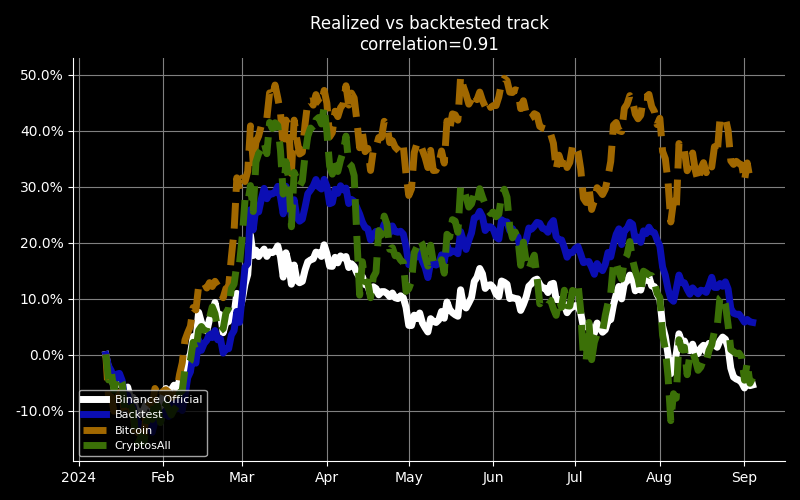 Realized vs backtested track
correlation=0.91
50.0%
40.0%
30.0%
20.0%
10.0%
0.0%
-10.0%
Binance Official
Backtest
Bitcoin
CryptosAll
2024 Feb Mar Apr May Jun Jul Aug Sep